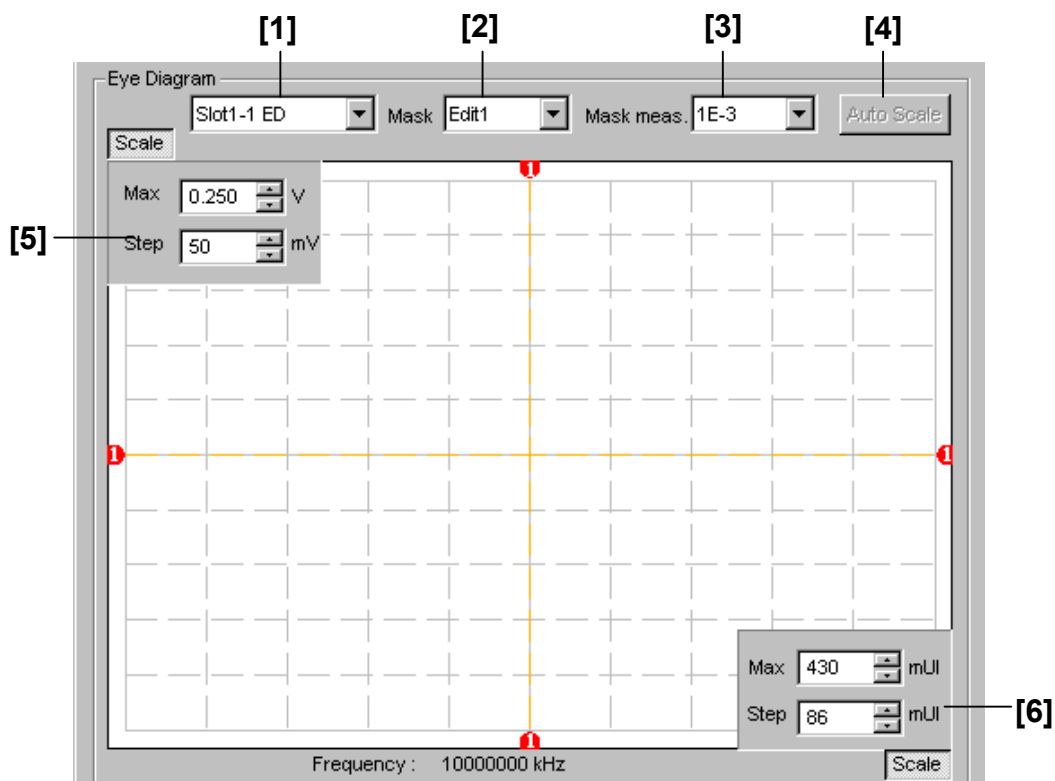 [1] [2] [3] [4]
Eye Diagram
Slot1-1 ED Mask Edit1 Mask meas. 1E-3 Auto Scale
Scale
1
Max 0.250 V
[5] Step 50 mV
1 1
Max 430 mUI
Step 86 mUI [6]
1
Frequency : 10000000 kHz Scale